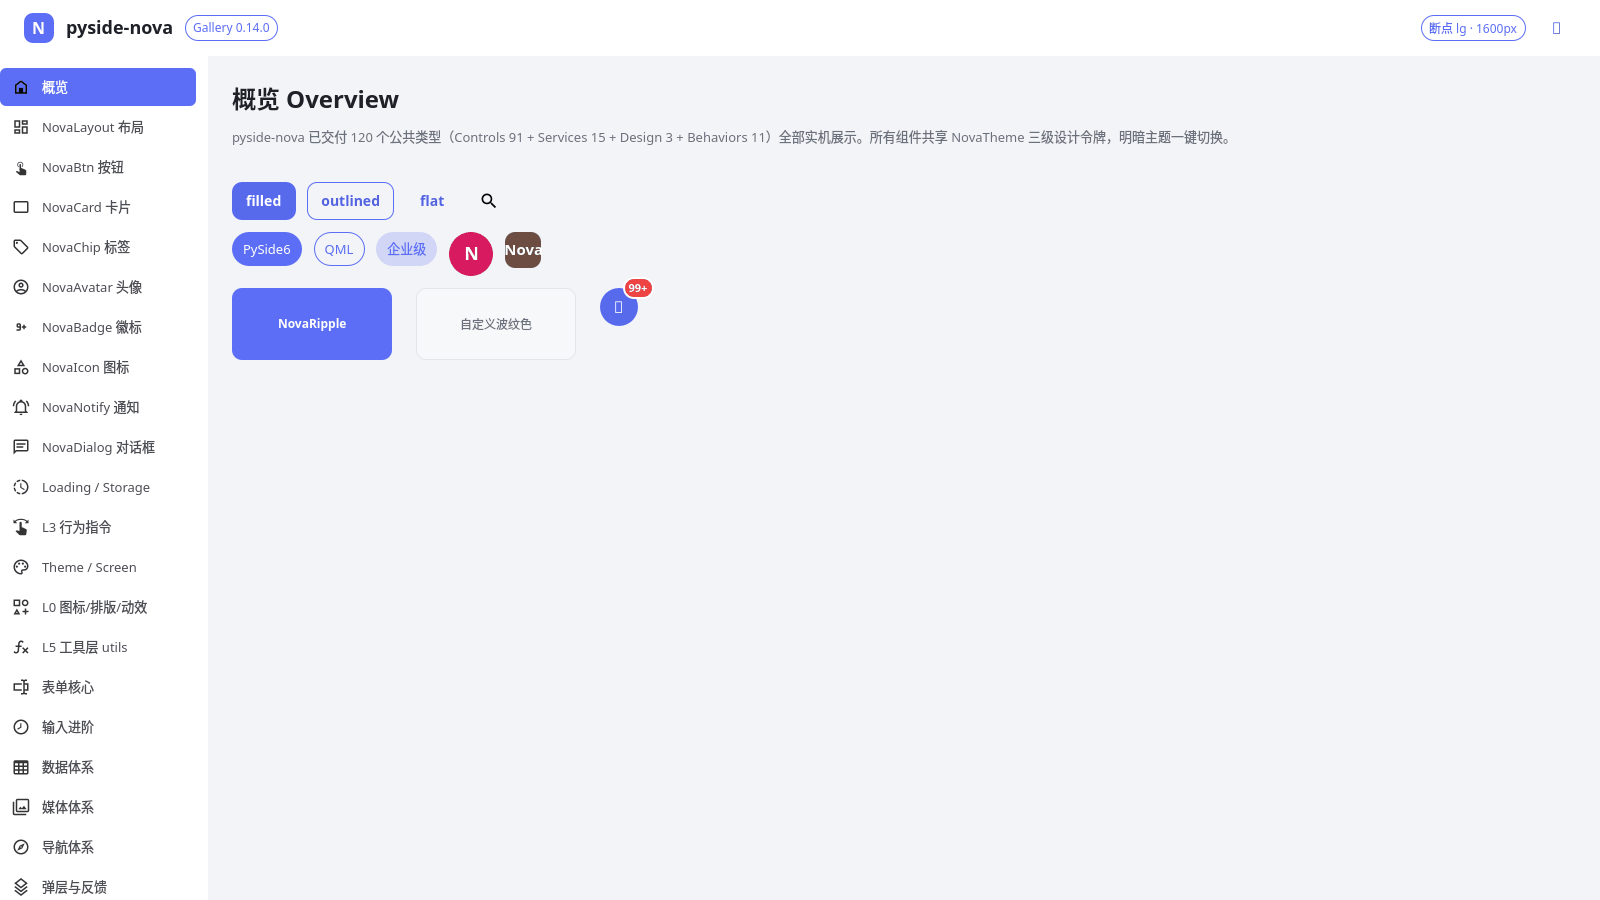 N pyside-nova Gallery 0.14.0 断点 lg · 1600px
概览
NovaLayout 布局
NovaBtn 按钮
NovaCard 卡片
NovaChip 标签
NovaAvatar 头像
9+ NovaBadge 徽标
NovaIcon 图标
NovaNotify 通知
NovaDialog 对话框
Loading / Storage
L3 行为指令
Theme / Screen
L0 图标/排版/动效
L5 工具层 utils
表单核心
输入进阶
数据体系
媒体体系
导航体系
弹层与反馈
概览 Overview
pyside-nova 已交付 120 个公共类型（Controls 91 + Services 15 + Design 3 + Behaviors 11）全部实机展示。所有组件共享 NovaTheme 三级设计令牌，明暗主题一键切换。
filled outlined flat
PySide6 QML 企业级 N Nova
NovaRipple 自定义波纹色 99+